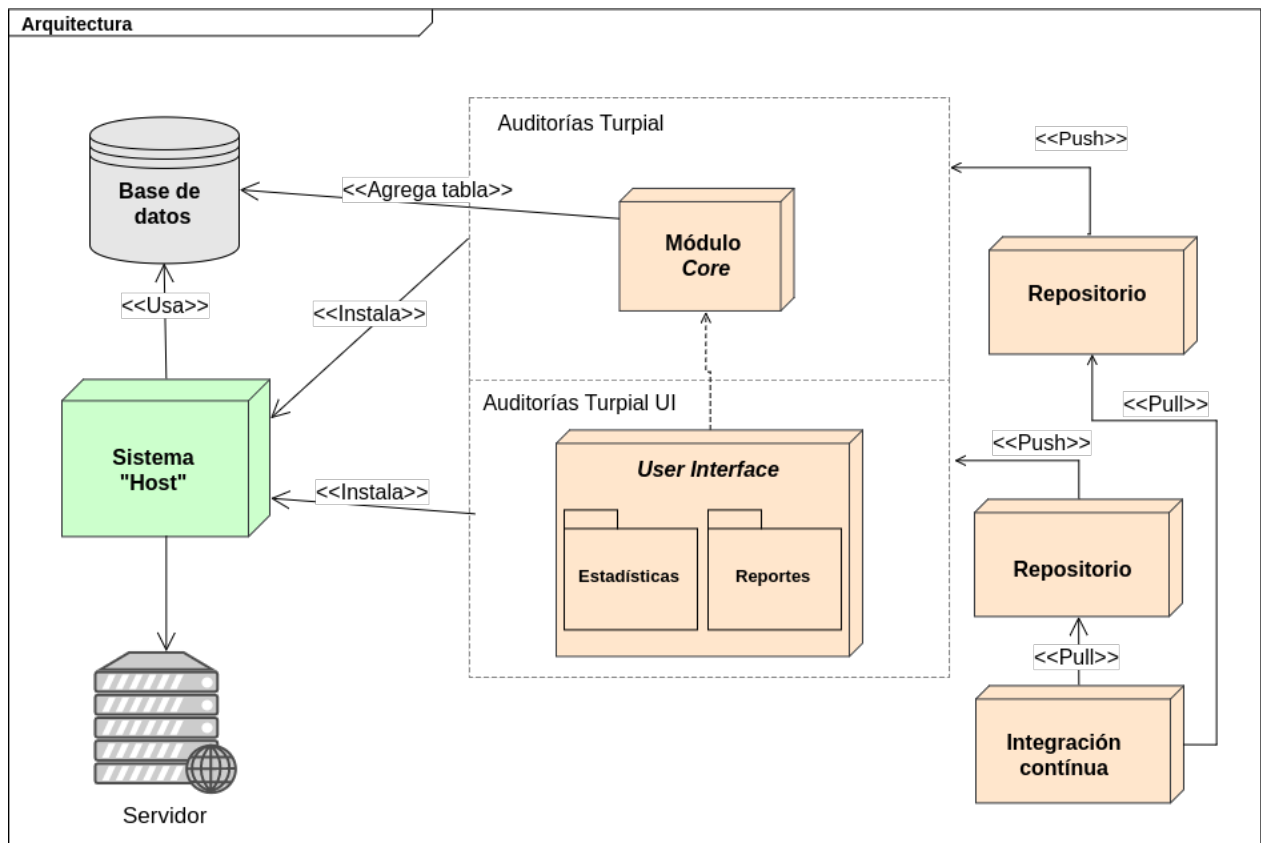 Arquitectura
Auditorías Turpial
<<Push>>
Base de
datos
<<Agrega tabla>>
Módulo
Core
Repositorio
<<Usa>>
<<Instala>>
Auditorías Turpial UI
<<Pull>>
<<Push>>
Sistema
"Host"
User Interface
<<Instala>>
Estadísticas
Reportes
Repositorio
<<Pull>>
Integración
contínua
Servidor